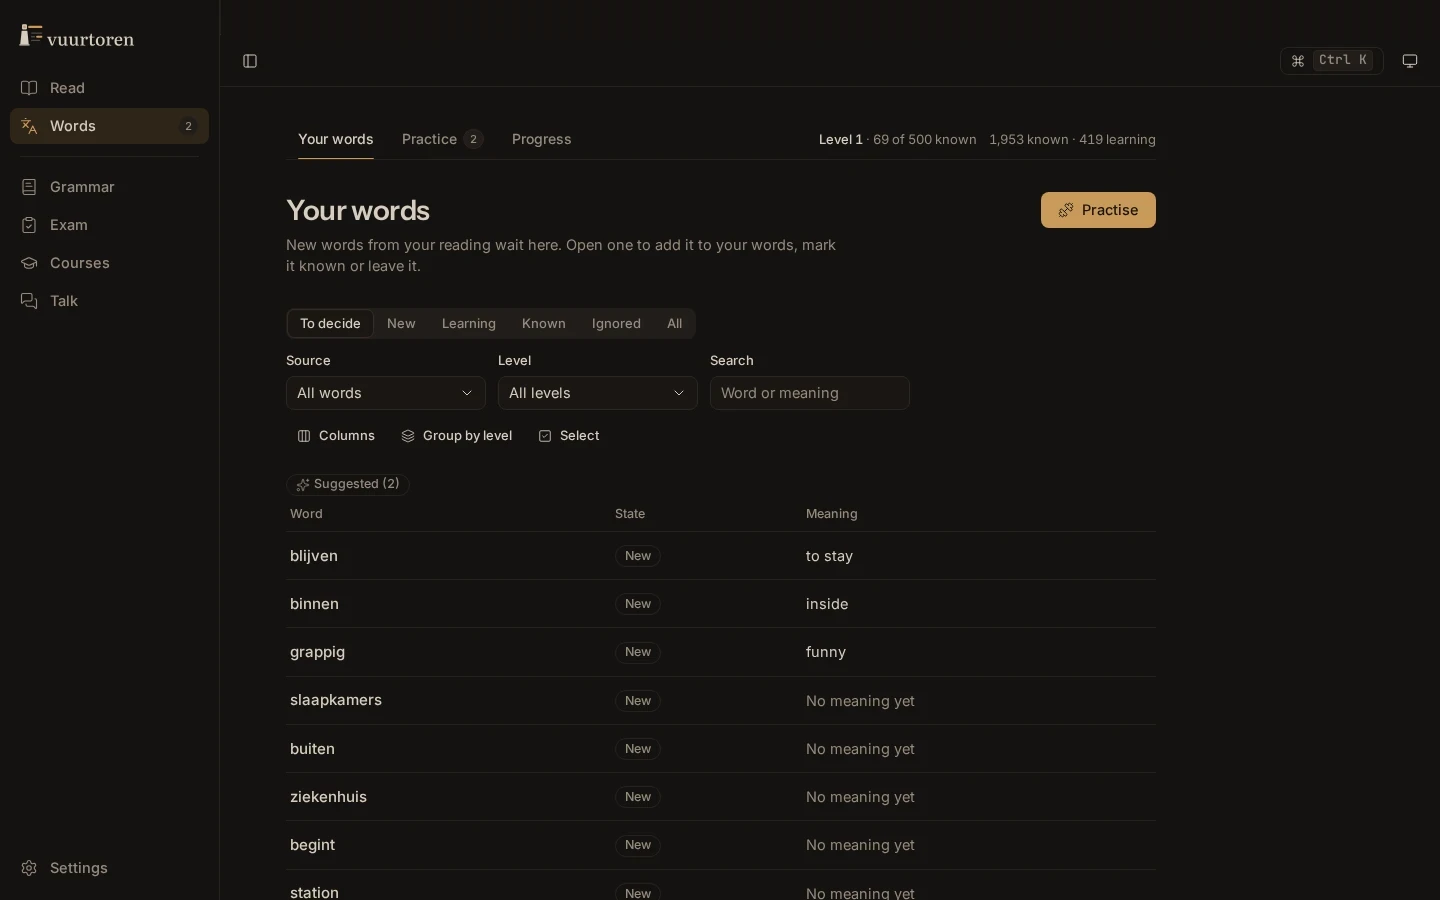 vuurtoren
Read
Words 2
Grammar
Exam
Courses
Talk
Settings
Ctrl K
Your words Practice 2 Progress Level 1 · 69 of 500 known 1,953 known · 419 learning
Your words Practise
New words from your reading wait here. Open one to add it to your words, mark
it known or leave it.
To decide New Learning Known Ignored All
Source Level Search
All words All levels Word or meaning
Columns Group by level Select
Suggested (2)
Word State Meaning
blijven New to stay
binnen New inside
grappig New funny
slaapkamers New No meaning yet
buiten New No meaning yet
ziekenhuis New No meaning yet
begint New No meaning yet
station New No meaning yet